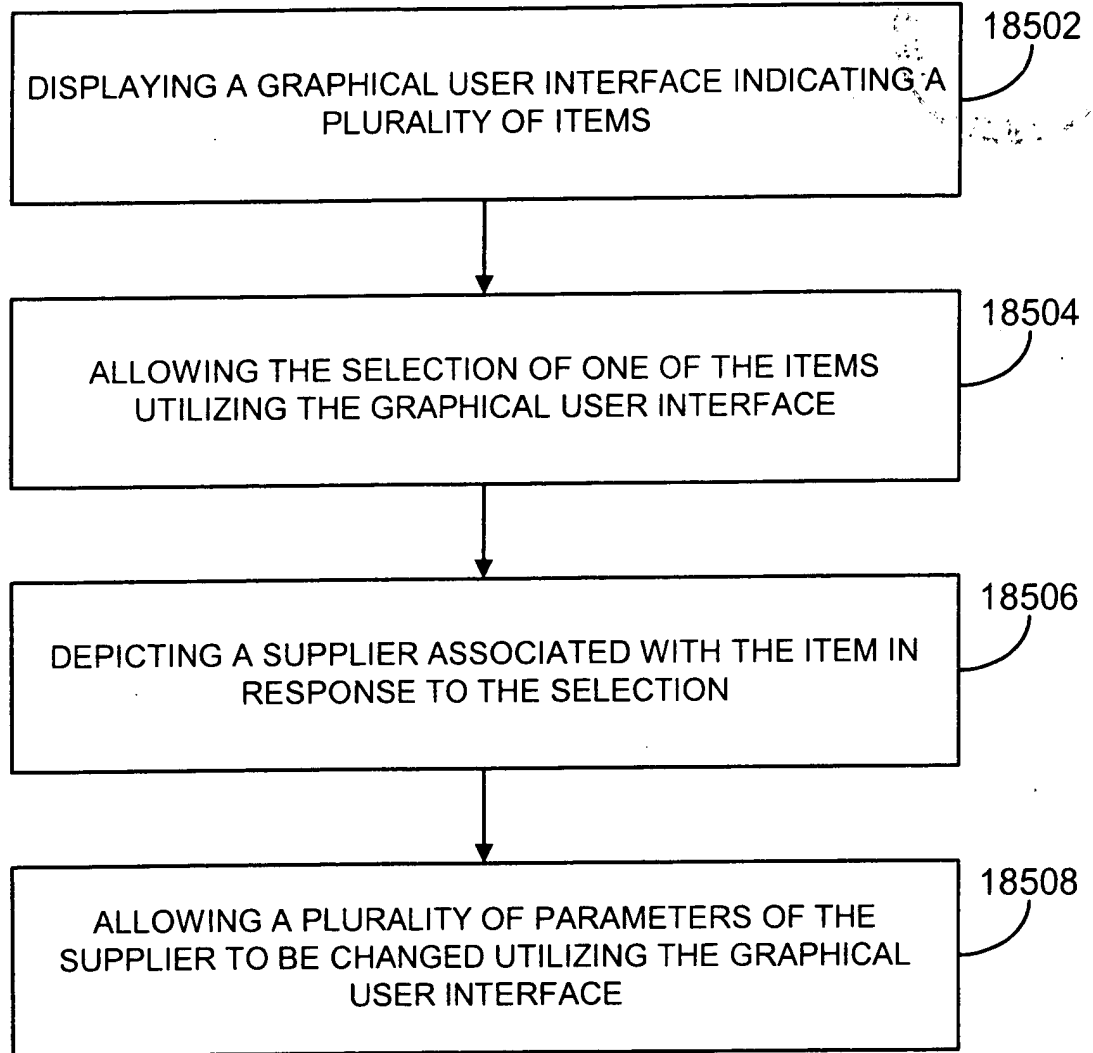 18502
DISPLAYING A GRAPHICAL USER INTERFACE INDICATING A
PLURALITY OF ITEMS
18504
ALLOWING THE SELECTION OF ONE OF THE ITEMS
UTILIZING THE GRAPHICAL USER INTERFACE
18506
DEPICTING A SUPPLIER ASSOCIATED WITH THE ITEM IN
RESPONSE TO THE SELECTION
18508
ALLOWING A PLURALITY OF PARAMETERS OF THE
SUPPLIER TO BE CHANGED UTILIZING THE GRAPHICAL
USER INTERFACE